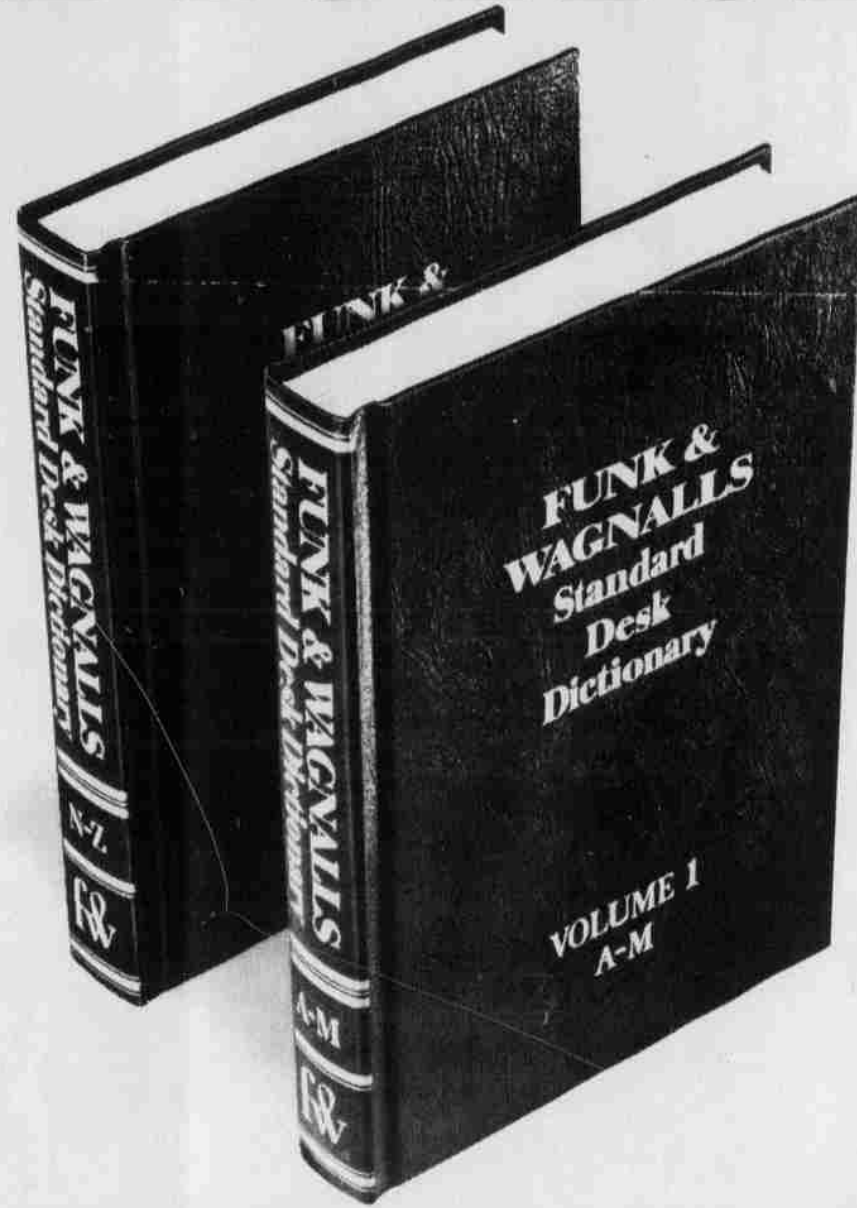 FUNK &
FUNK & WAGNALLS
Standard Desk Dictionary
N-Z
f&w
FUNK & WAGNALLS
Standard Desk Dictionary
A-M
f&w
FUNK &
WAGNALLS
Standard
Desk
Dictionary
VOLUME 1
A-M